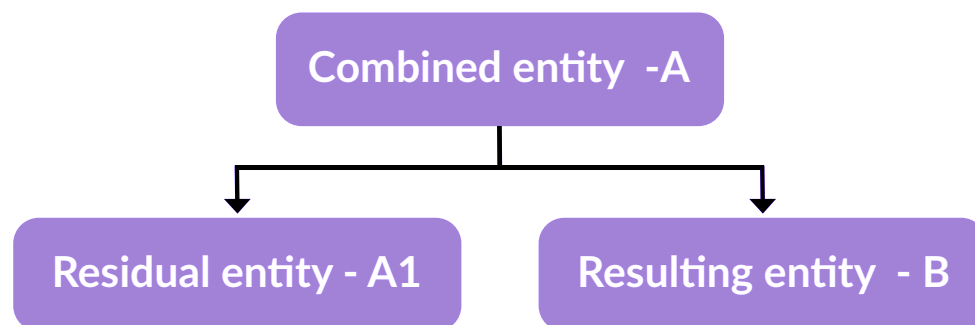 Combined entity -A
Residual entity - A1
Resulting entity - B